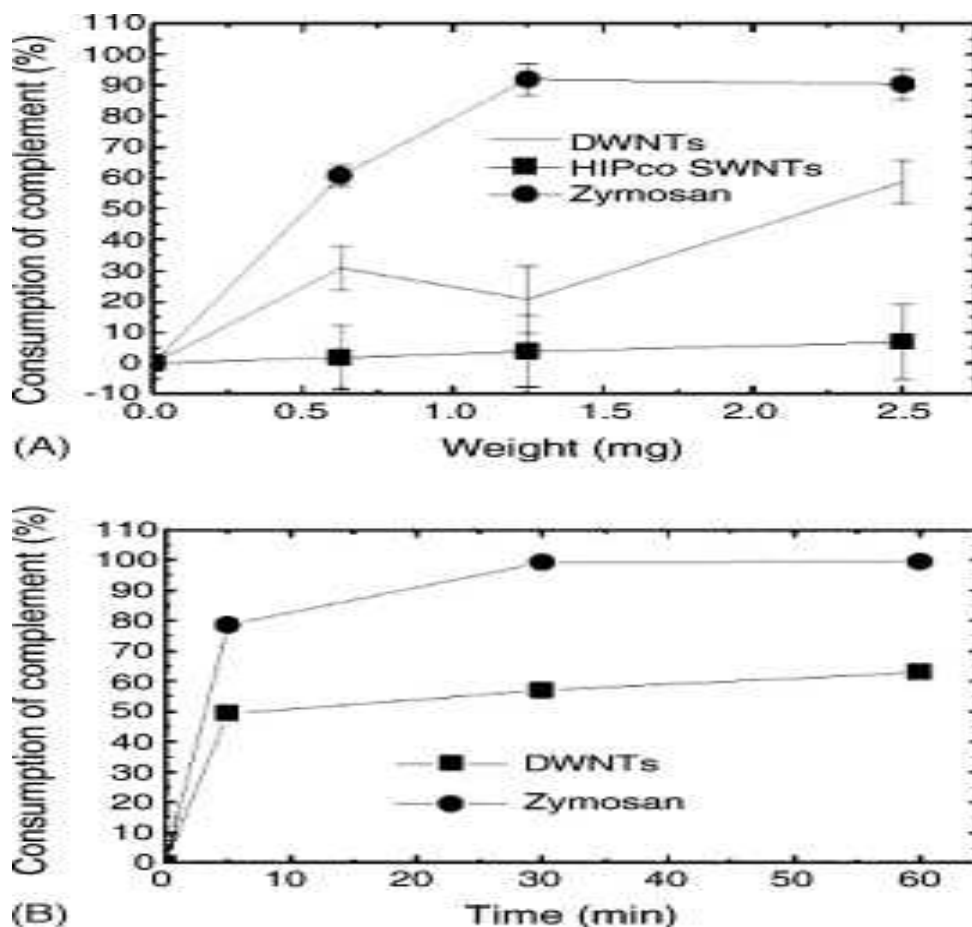 Consumption of complement (%)
110
100
90
80
70
60
50
40
30
20
10
0
-10
DWNTs
HIPco SWNTs
Zymosan
0.0 0.5 1.0 1.5 2.0 2.5
(A) Weight (mg)
Consumption of complement (%)
110
100
90
80
70
60
50
40
30
20
10
0
DWNTs
Zymosan
0 10 20 30 40 50 60
(B) Time (min)